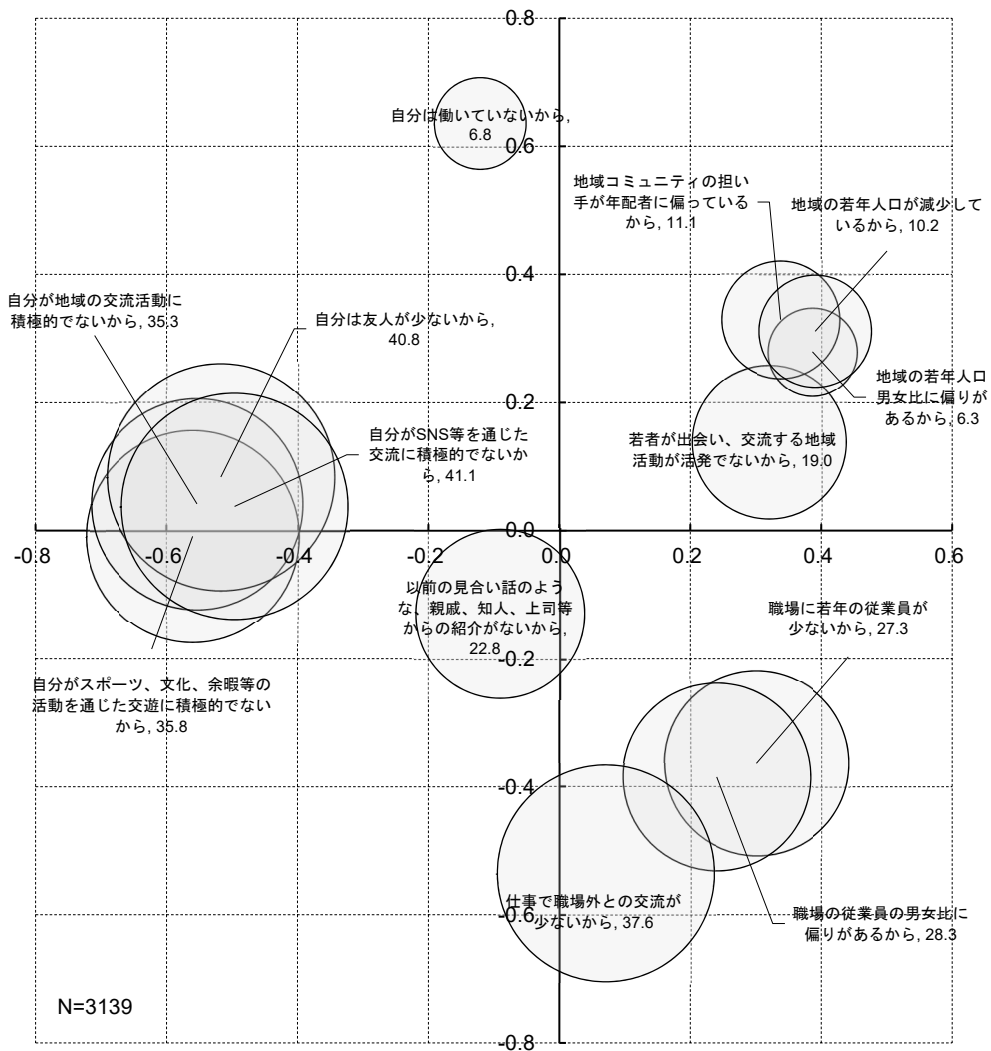 0.8
自分は働いていないから,
6.8
0.6
地域コミュニティの担い
手が年配者に偏っている
から, 11.1
地域の若年人口が減少して
いるから, 10.2
0.4
自分が地域の交流活動に
積極的でないから, 35.3
自分は友人が少ないから,
40.8
地域の若年人口
男女比に偏りが
あるから, 6.3
0.2
自分がSNS等を通じた
交流に積極的でないか
ら, 41.1
若者が出会い、交流する地域
活動が活発でないから, 19.0
0.0
-0.8
-0.6
-0.4
-0.2
0.0
0.2
0.4
0.6
以前の見合い話のよう
な、親戚、知人、上司等
からの紹介がないから,
22.8
職場に若年の従業員が
少ないから, 27.3
-0.2
自分がスポーツ、文化、余暇等の
活動を通じた交遊に積極的でない
から, 35.8
-0.4
仕事で職場外との交流が
少ないから, 37.6
-0.6
職場の従業員の男女比に
偏りがあるから, 28.3
N=3139
-0.8